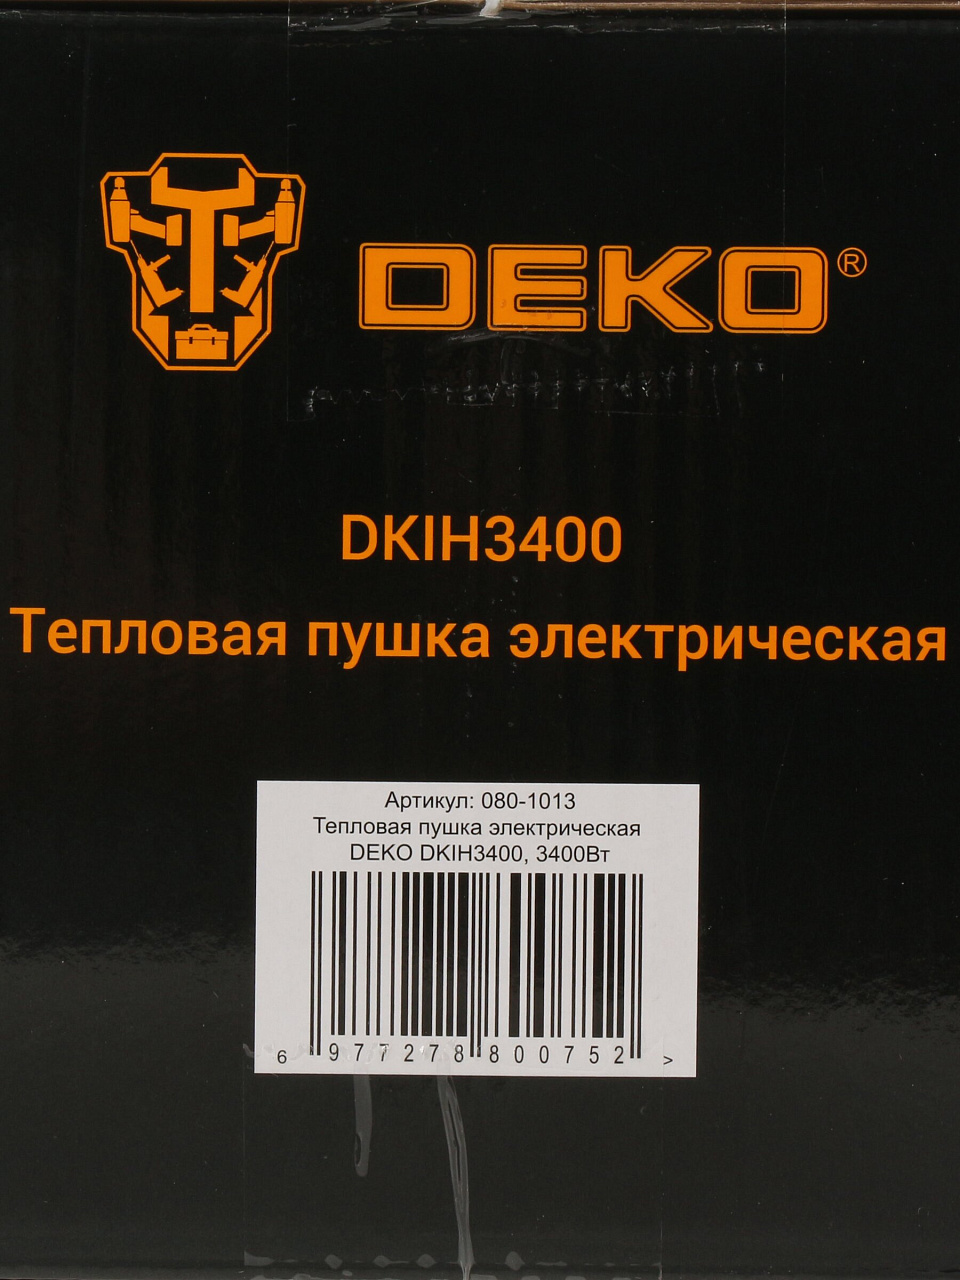 DEKO®
DKIH3400
Тепловая пушка электрическая
Артикул: 080-1013
Тепловая пушка электрическая
DEKO DKIH3400, 3400Вт
6 977278 800752 >